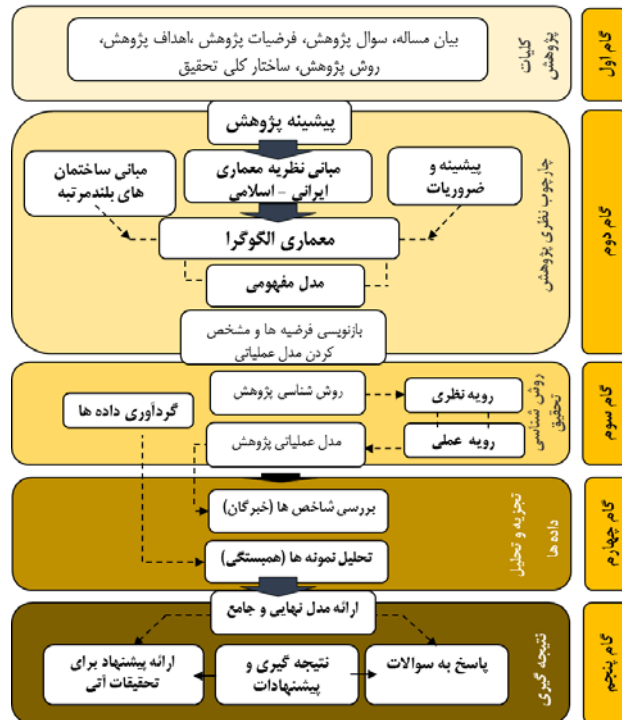 گام اول
کلیات
پژوهش
بیان مساله، سوال پژوهش، فرضیات پژوهش ،اهداف پژوهش،
روش پژوهش، ساختار کلی تحقیق
گام دوم
چارچوب نظری پژوهش
پیشینه پژوهش
پیشینه و
ضروریات
مبانی نظریه معماری
ایرانی - اسلامی
مبانی ساختمان
های بلندمرتبه
معماری الگوگرا
مدل مفهومی
بازنویسی فرضیه ها و مشخص
کردن مدل عملیاتی
گام سوم
روش شناسی
تحقیق
روش شناسی پژوهش
رویه نظری
گردآوری داده ها
رویه عملی
مدل عملیاتی پژوهش
گام چهارم
تجزیه و تحلیل
داده ها
بررسی شاخص ها (خبرگان)
تحلیل نمونه ها (همبستگی)
گام پنجم
نتیجه گیری
ارائه مدل نهایی و جامع
پاسخ به سوالات
نتیجه گیری و
پیشنهادات
ارائه پیشنهاد برای
تحقیقات آتی